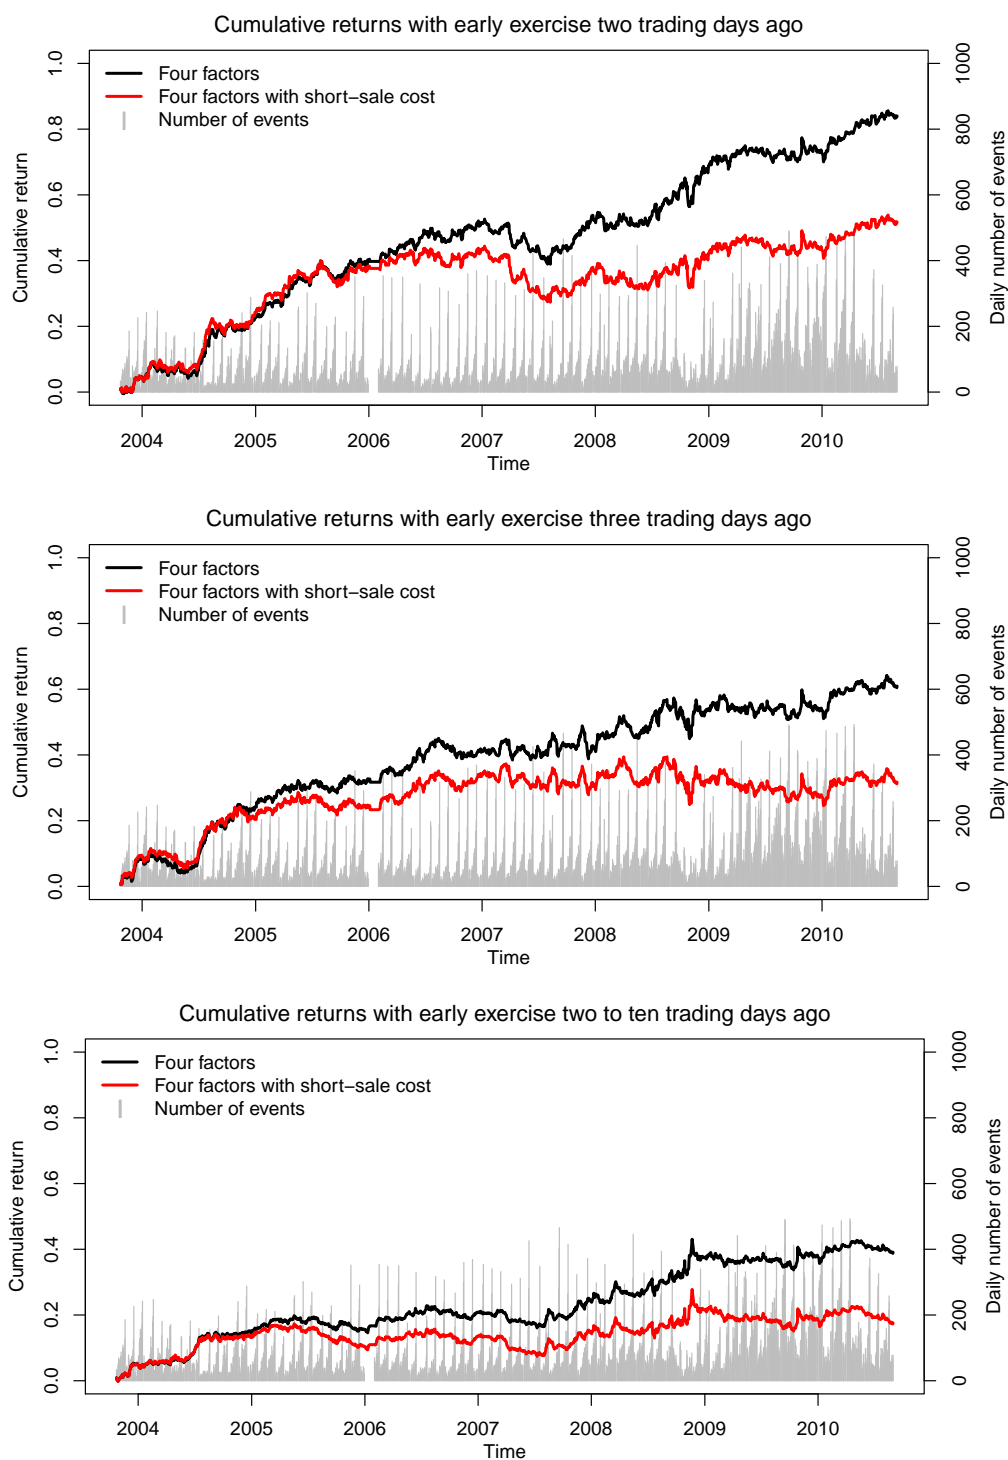 Cumulative returns with early exercise two trading days ago
Four factors
Four factors with short−sale cost
Number of events
Cumulative return
0.0 0.2 0.4 0.6 0.8 1.0
Daily number of events
0 200 400 600 800 1000
2004 2005 2006 2007 2008 2009 2010
Time
Cumulative returns with early exercise three trading days ago
Four factors
Four factors with short−sale cost
Number of events
Cumulative return
0.0 0.2 0.4 0.6 0.8 1.0
Daily number of events
0 200 400 600 800 1000
2004 2005 2006 2007 2008 2009 2010
Time
Cumulative returns with early exercise two to ten trading days ago
Four factors
Four factors with short−sale cost
Number of events
Cumulative return
0.0 0.2 0.4 0.6 0.8 1.0
Daily number of events
0 200 400 600 800 1000
2004 2005 2006 2007 2008 2009 2010
Time